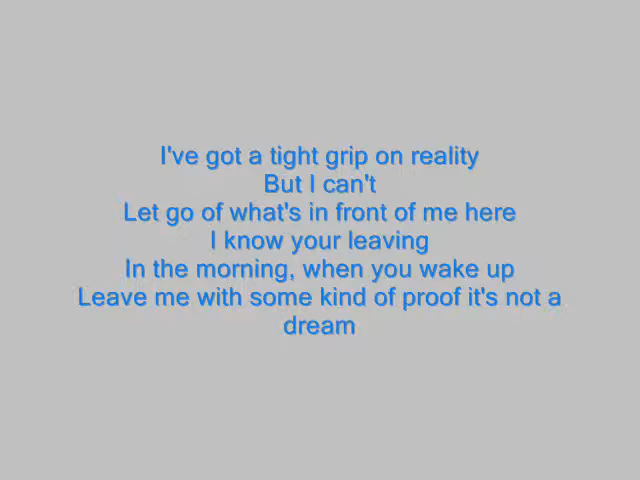 I've got a tight grip on reality
But I can't
Let go of what's in front of me here
I know your leaving
In the morning, when you wake up
Leave me with some kind of proof it's not a
dream